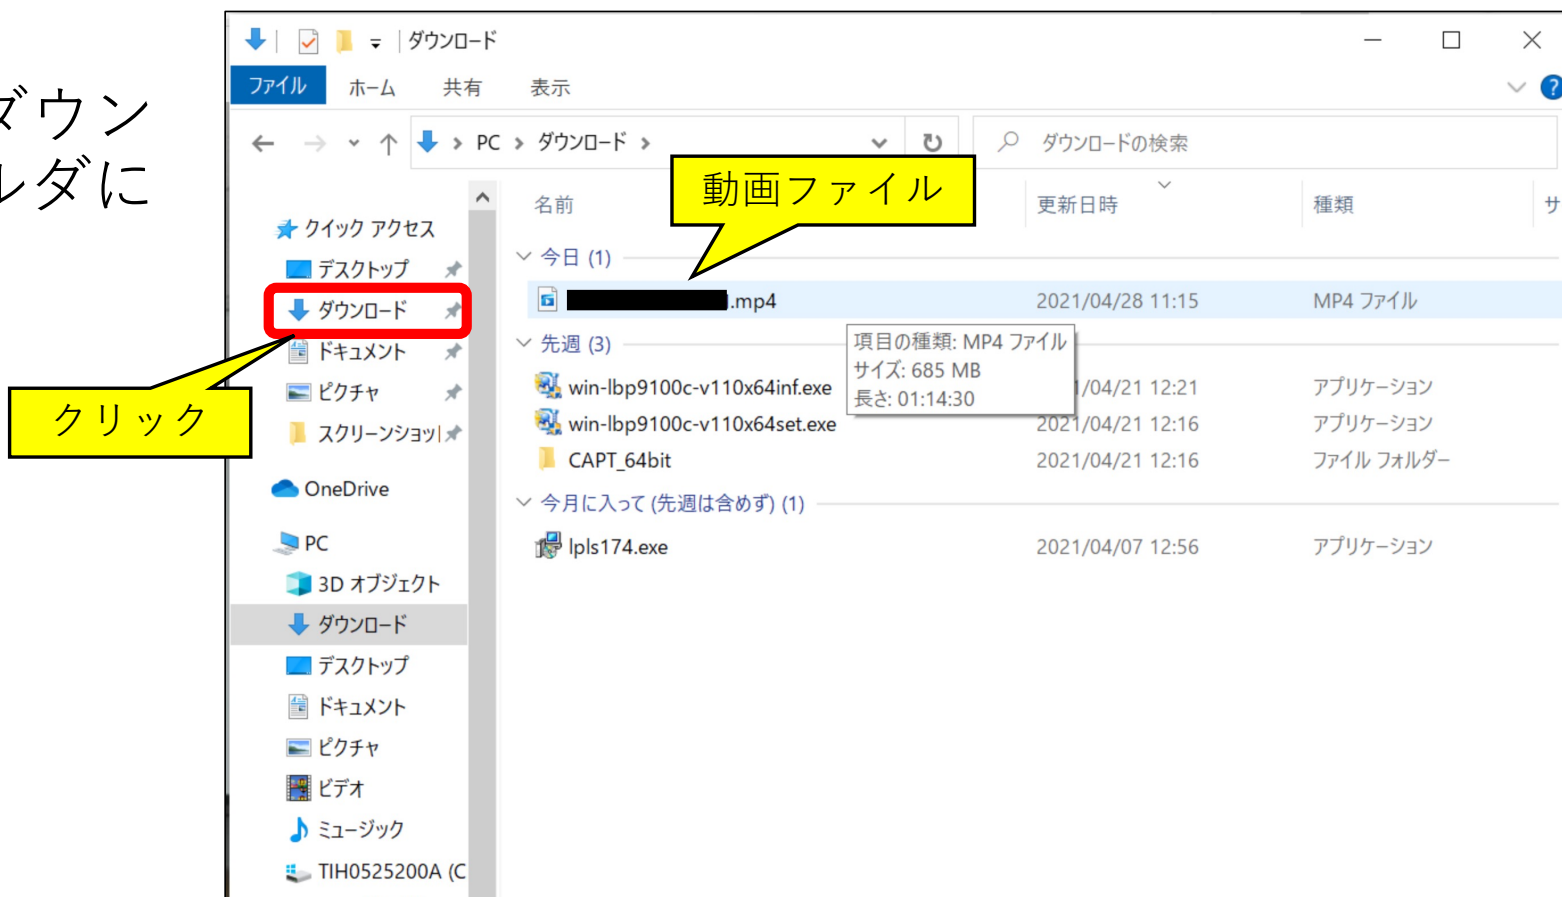 ダウン
ルダに
ダウンロード
ファイル ホーム 共有 表示
PC ダウンロード
ダウンロードの検索
動画ファイル
名前 更新日時 種類 サ
クイック アクセス
デスクトップ
ダウンロード
ドキュメント
ピクチャ
スクリーンショッ
クリック
OneDrive
PC
3D オブジェクト
ダウンロード
デスクトップ
ドキュメント
ピクチャ
ビデオ
ミュージック
TIH0525200A (C
今日 (1)
.mp4 2021/04/28 11:15 MP4 ファイル
項目の種類: MP4 ファイル
サイズ: 685 MB
長さ: 01:14:30
先週 (3)
win-lbp9100c-v110x64inf.exe 1/04/21 12:21 アプリケーション
win-lbp9100c-v110x64set.exe 2021/04/21 12:16 アプリケーション
CAPT_64bit 2021/04/21 12:16 ファイル フォルダー
今月に入って (先週は含めず) (1)
lpls174.exe 2021/04/07 12:56 アプリケーション